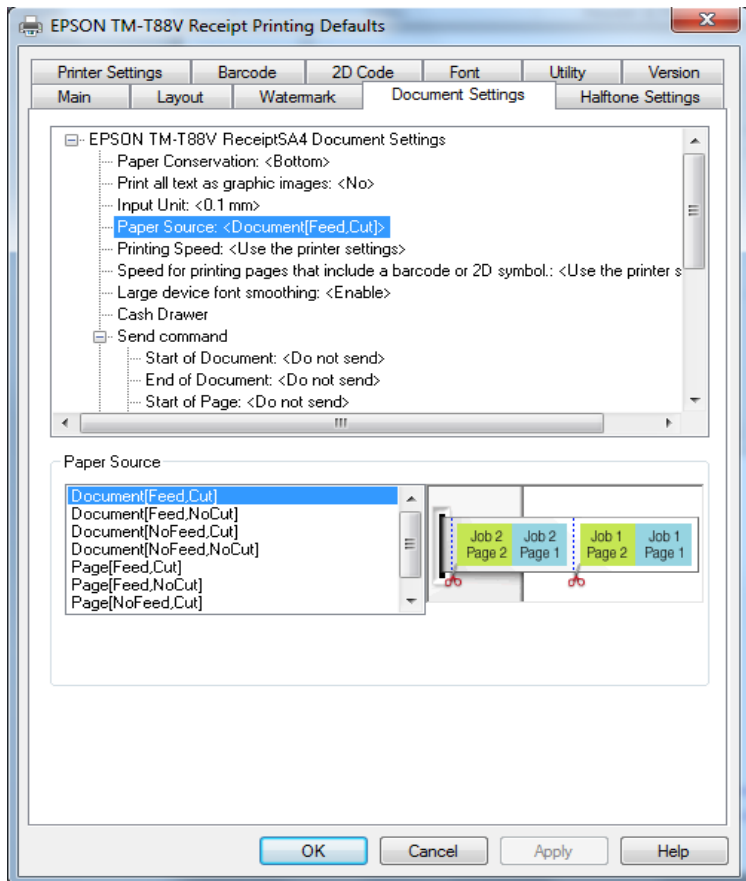 EPSON TM-T88V Receipt Printing Defaults
Printer Settings Barcode 2D Code Font Utility Version
Main Layout Watermark Document Settings Halftone Settings
EPSON TM-T88V ReceiptSA4 Document Settings
Paper Conservation: <Bottom>
Print all text as graphic images: <No>
Input Unit: <0.1 mm>
Paper Source: <Document[Feed,Cut]>
Printing Speed: <Use the printer settings>
Speed for printing pages that include a barcode or 2D symbol.: <Use the printer s
Large device font smoothing: <Enable>
Cash Drawer
Send command
Start of Document: <Do not send>
End of Document: <Do not send>
Start of Page: <Do not send>
Paper Source
Document[Feed,Cut]
Document[Feed,NoCut]
Document[NoFeed,Cut]
Document[NoFeed,NoCut]
Page[Feed,Cut]
Page[Feed,NoCut]
Page[NoFeed,Cut]
Job 2 Job 2 Job 1 Job 1
Page 2 Page 1 Page 2 Page 1
OK Cancel Apply Help